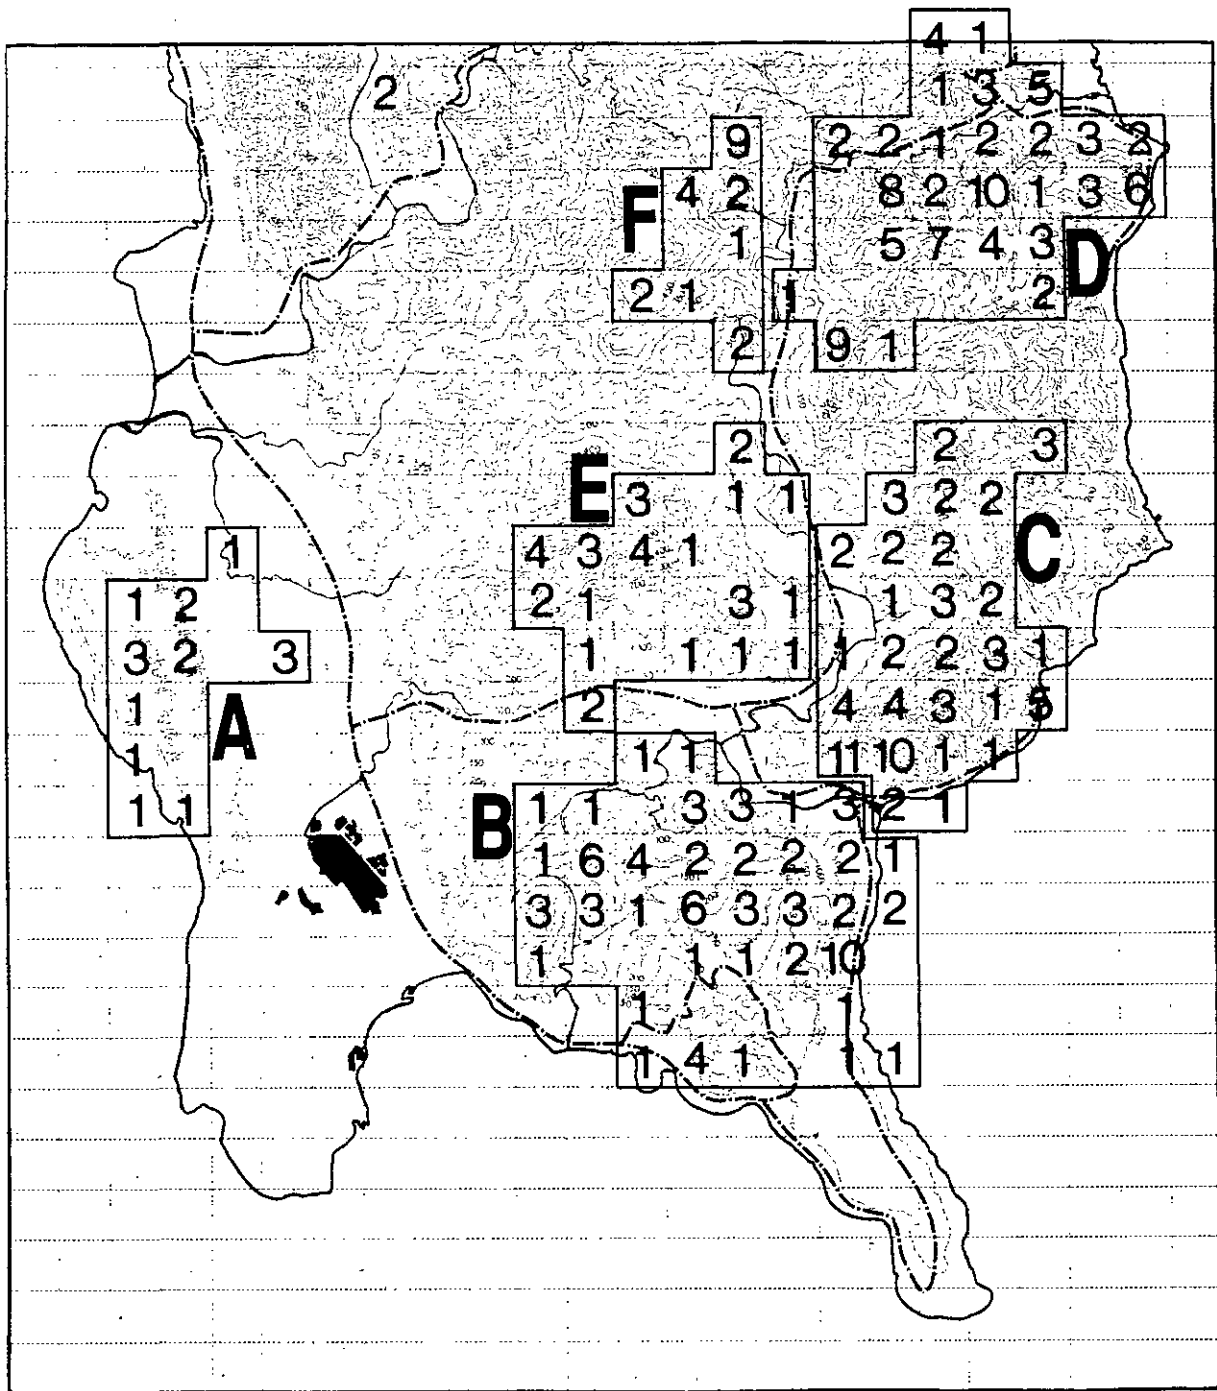 4 1
2 1 3 5
9 2 2 1 2 2 3 2
F 4 2 8 2 10 1 3 6
1 5 7 4 3 D
2 1 1 2
2 9 1
2 2 3
E 3 1 1 3 2 2
1 4 3 4 1 2 2 2 C
1 2 2 1 3 1 1 3 2
3 2 3 1 1 1 1 1 2 2 3 1
1 A 2 4 4 3 1 5
1 1 1 11 10 1 1
1 1 B 1 1 3 3 1 3 2 1
1 6 4 2 2 2 2 1
3 3 1 6 3 3 2 2
1 1 1 2 10
1 1
1 4 1 1 1